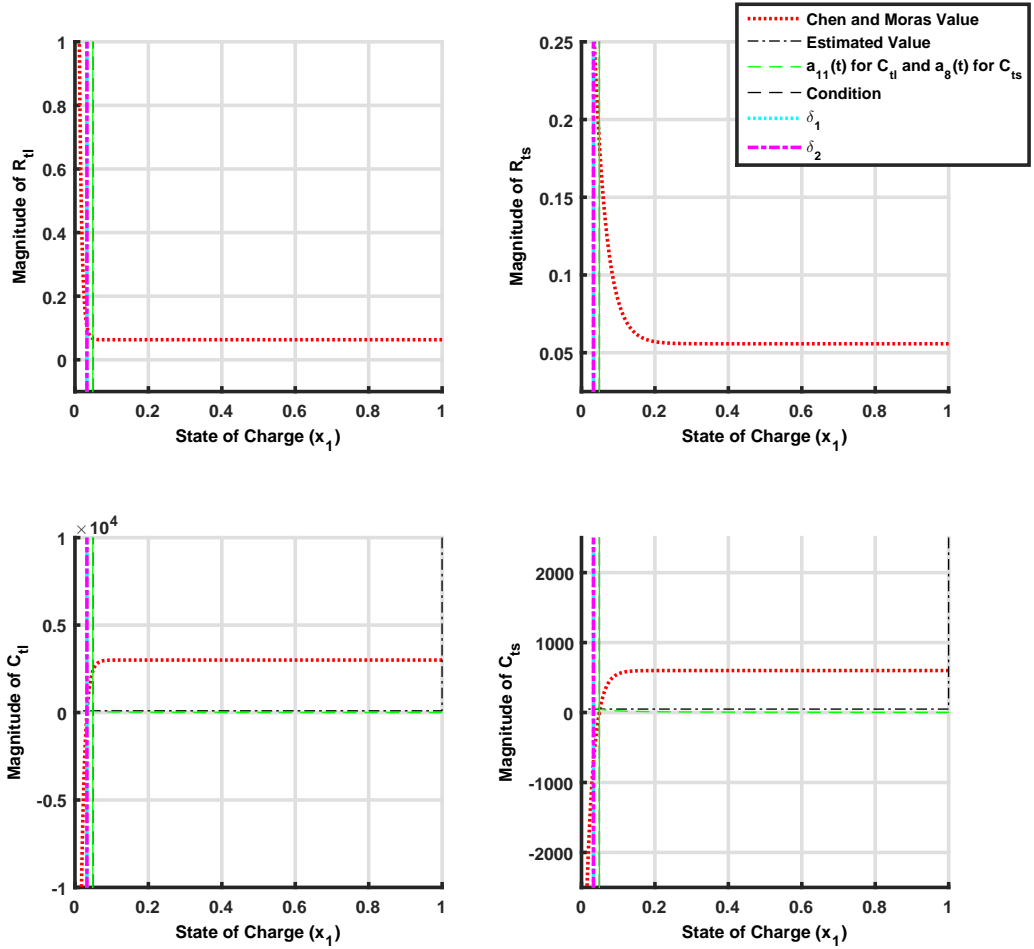 Chen and Moras Value
Estimated Value
a11(t) for Ctl and a8(t) for Cts
Condition
δ1
δ2
1
0.8
0.6
0.4
0.2
0
Magnitude of Rtl
0 0.2 0.4 0.6 0.8 1
State of Charge (x1)
0.25
0.2
0.15
0.1
0.05
Magnitude of Rts
0 0.2 0.4 0.6 0.8 1
State of Charge (x1)
×10^4
1
0.5
0
-0.5
-1
Magnitude of Ctl
0 0.2 0.4 0.6 0.8 1
State of Charge (x1)
2000
1000
0
-1000
-2000
Magnitude of Cts
0 0.2 0.4 0.6 0.8 1
State of Charge (x1)